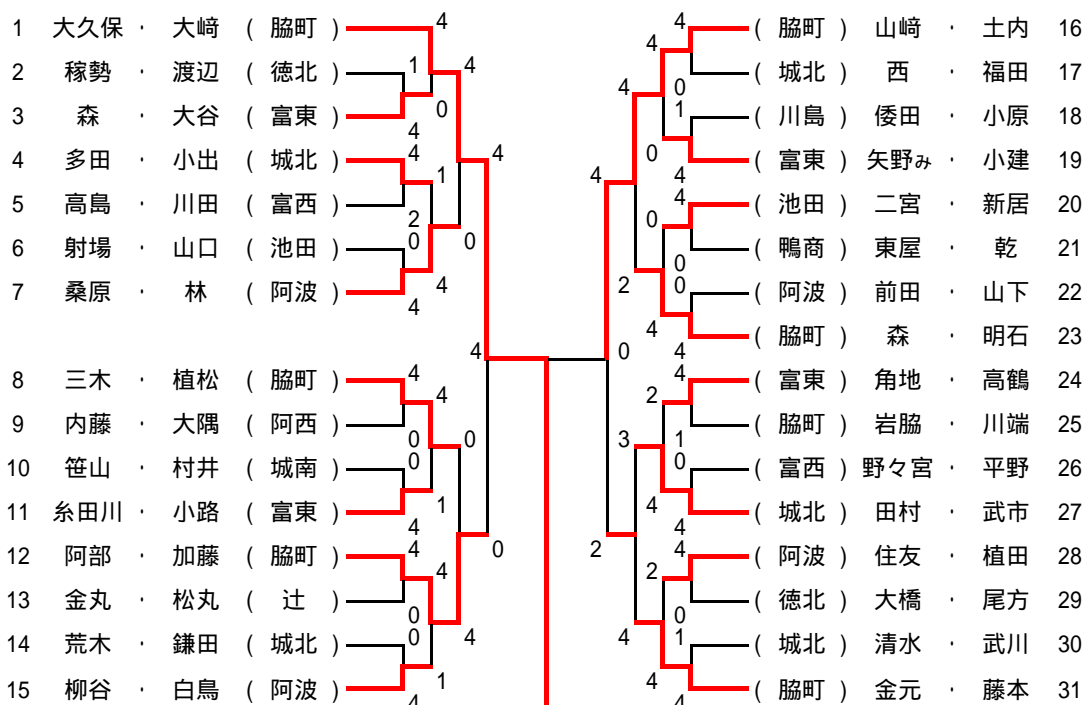 1 大久保 · 大﨑 ( 脇町 )
2 稼勢 · 渡辺 ( 徳北 )
3 森 · 大谷 ( 富東 )
4 多田 · 小出 ( 城北 )
5 高島 · 川田 ( 富西 )
6 射場 · 山口 ( 池田 )
7 桑原 · 林 ( 阿波 )
8 三木 · 植松 ( 脇町 )
9 内藤 · 大隅 ( 阿西 )
10 笹山 · 村井 ( 城南 )
11 糸田川 · 小路 ( 富東 )
12 阿部 · 加藤 ( 脇町 )
13 金丸 · 松丸 ( 辻 )
14 荒木 · 鎌田 ( 城北 )
15 柳谷 · 白鳥 ( 阿波 )
4
1 4
0
4
4 4
1
2
0 0
4
4
4
4 4
0 0
0
1
4
4 4 0
0
0 4
1
4
4
4
0
1
0 4
4 4
0
0
0 2
4 4
0
4
2
1 3
0
4
4
2 2
0
1 4
4
4
( 脇町 ) 山﨑 · 土内 16
( 城北 ) 西 · 福田 17
( 川島 ) 倭田 · 小原 18
( 富東 ) 矢野み · 小建 19
( 池田 ) 二宮 · 新居 20
( 鴨商 ) 東屋 · 乾 21
( 阿波 ) 前田 · 山下 22
( 脇町 ) 森 · 明石 23
( 富東 ) 角地 · 高鶴 24
( 脇町 ) 岩脇 · 川端 25
( 富西 ) 野々宮 · 平野 26
( 城北 ) 田村 · 武市 27
( 阿波 ) 住友 · 植田 28
( 徳北 ) 大橋 · 尾方 29
( 城北 ) 清水 · 武川 30
( 脇町 ) 金元 · 藤本 31